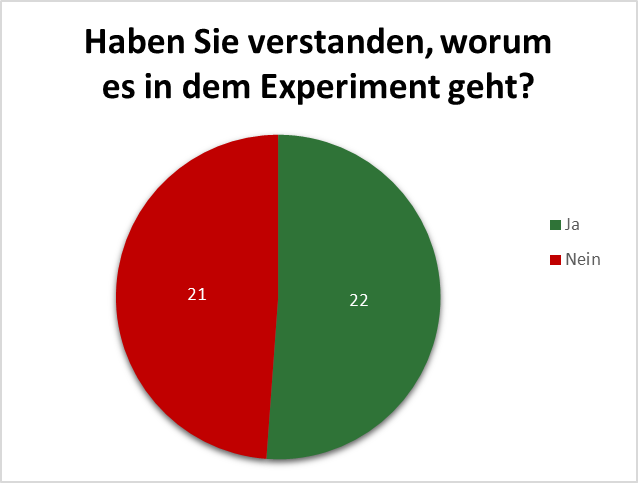 Haben Sie verstanden, worum
es in dem Experiment geht?
21
22
Ja
Nein